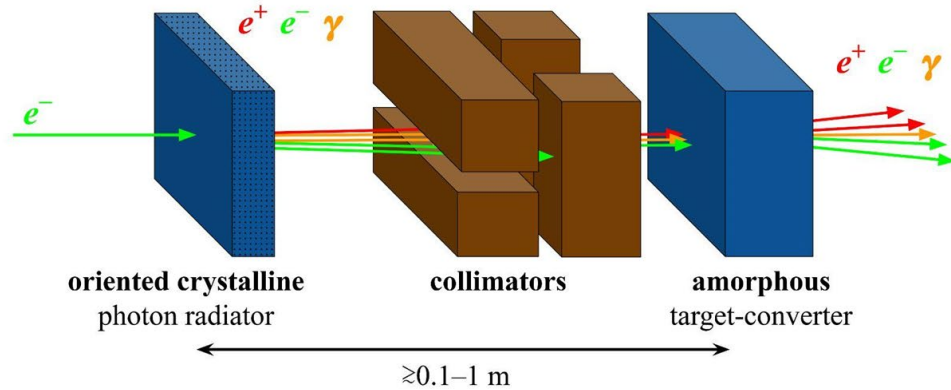 e⁺ e⁻ γ
e⁺ e⁻ γ
e⁻
oriented crystalline
photon radiator
collimators
amorphous
target-converter
≳0.1–1 m